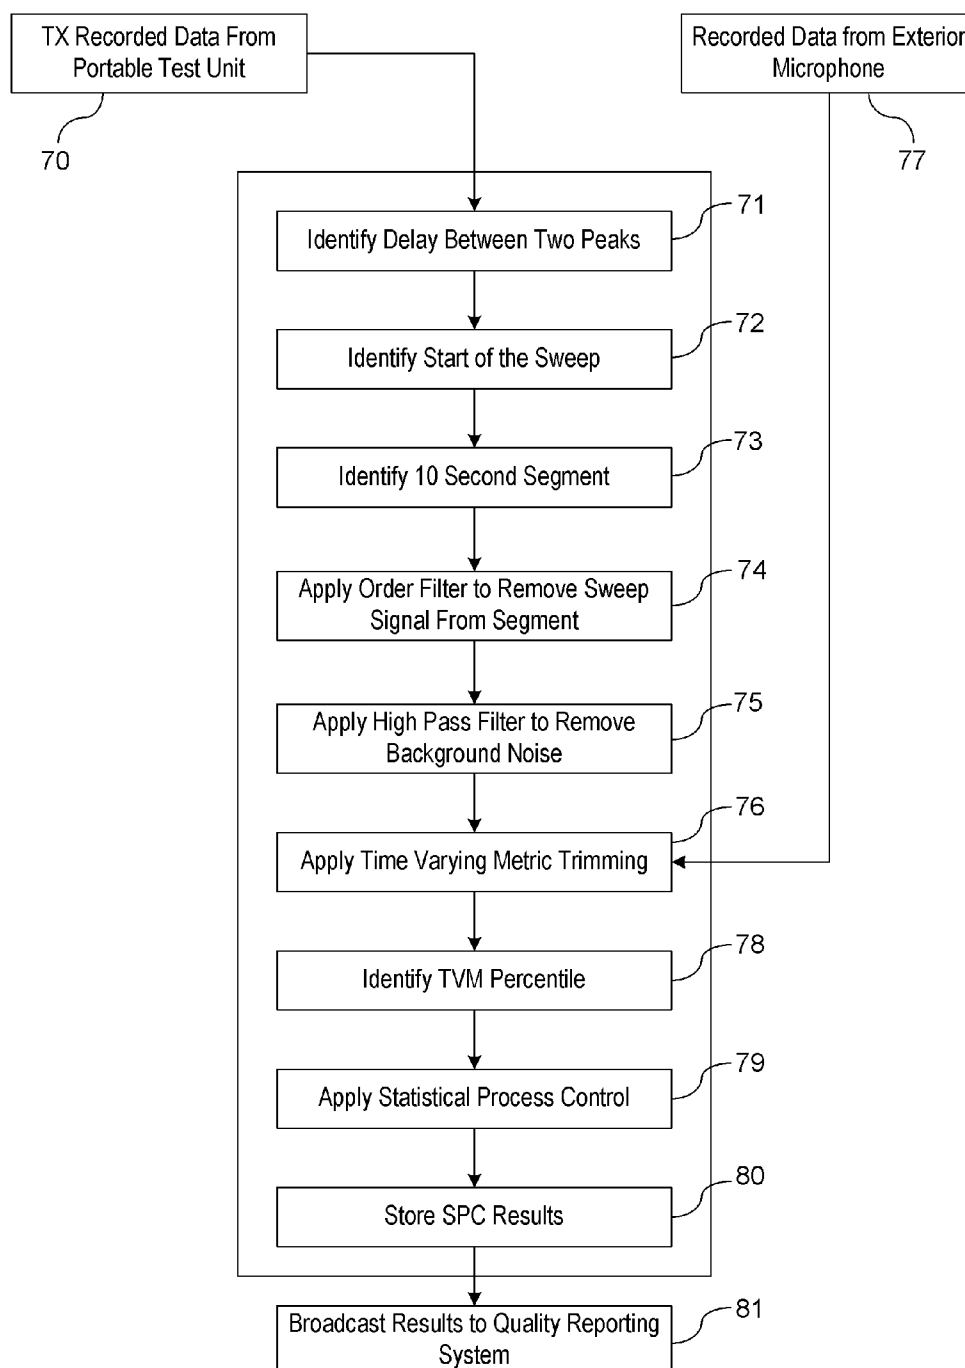 TX Recorded Data From
Portable Test Unit
70
Recorded Data from Exterior
Microphone
77
71
Identify Delay Between Two Peaks
72
Identify Start of the Sweep
73
Identify 10 Second Segment
74
Apply Order Filter to Remove Sweep
Signal From Segment
75
Apply High Pass Filter to Remove
Background Noise
76
Apply Time Varying Metric Trimming
78
Identify TVM Percentile
79
Apply Statistical Process Control
80
Store SPC Results
81
Broadcast Results to Quality Reporting
System